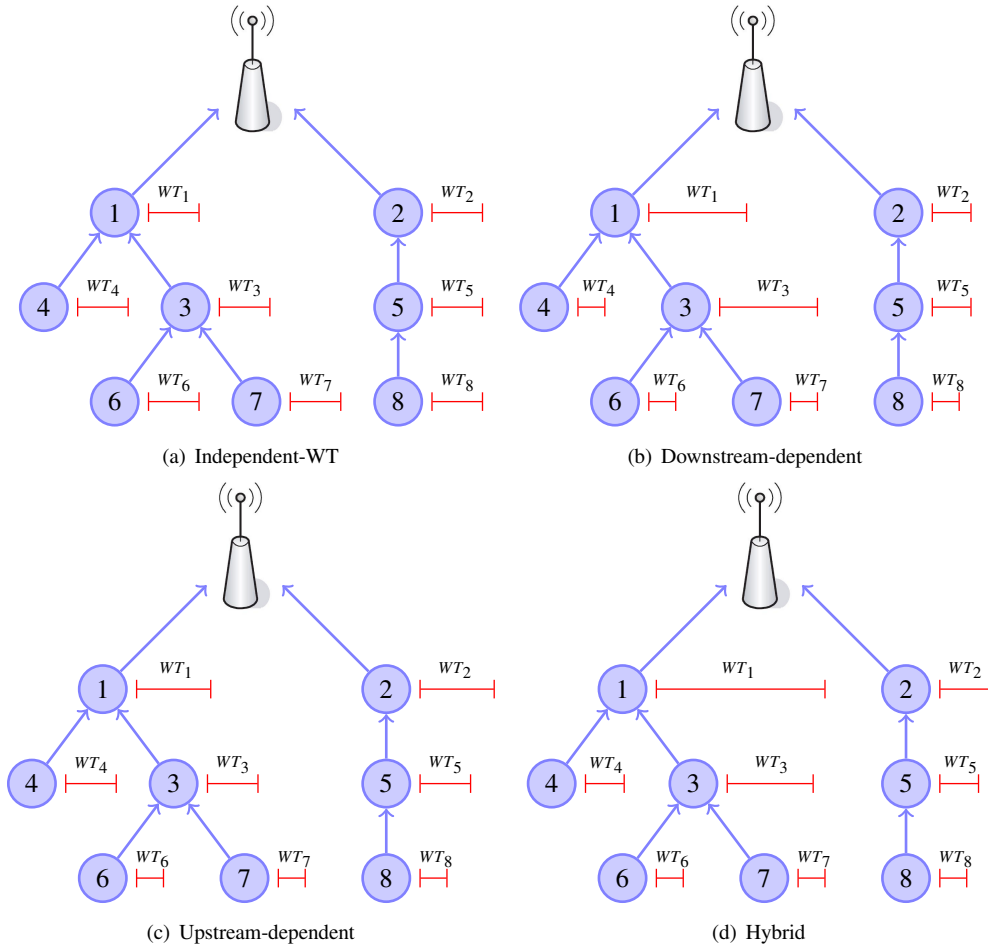 WT1
WT2
1
2
WT4
WT3
WT5
4
3
5
WT6
WT7
WT8
6
7
8
(a) Independent-WT
WT1
WT2
1
2
WT4
WT3
WT5
4
3
5
WT6
WT7
WT8
6
7
8
(b) Downstream-dependent
WT1
WT2
1
2
WT4
WT3
WT5
4
3
5
WT6
WT7
WT8
6
7
8
(c) Upstream-dependent
WT1
WT2
1
2
WT4
WT3
WT5
4
3
5
WT6
WT7
WT8
6
7
8
(d) Hybrid